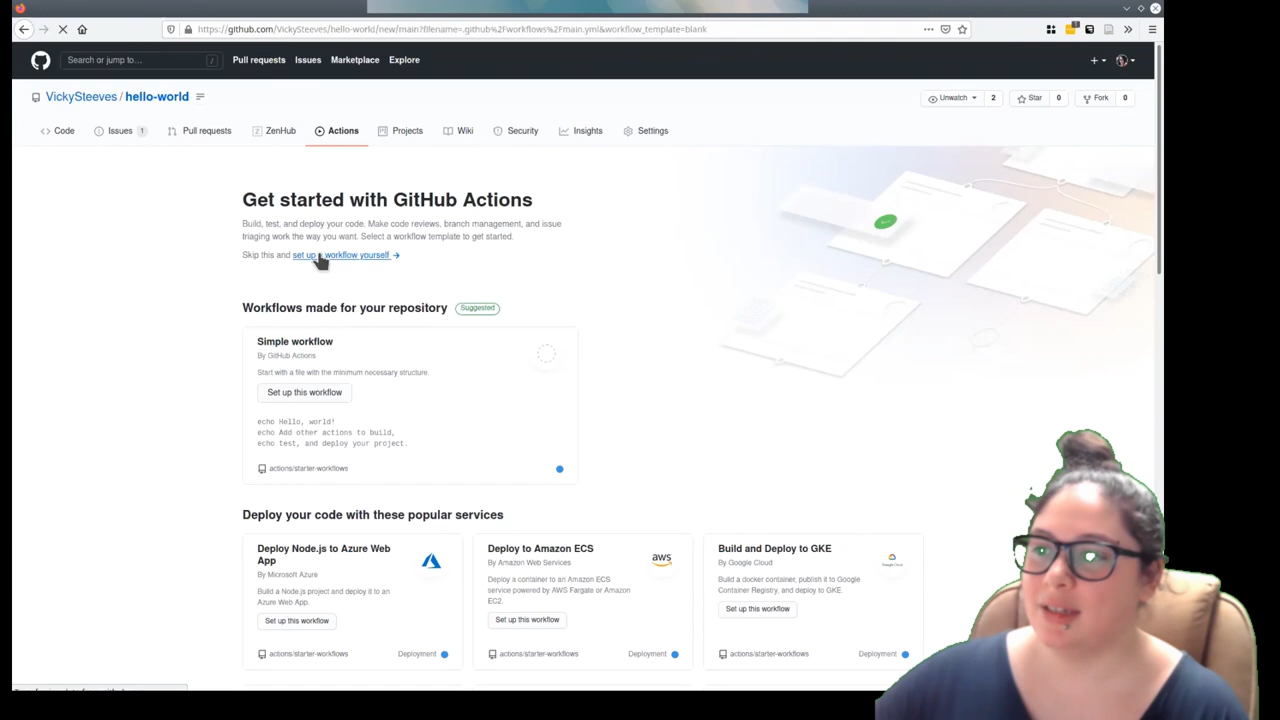 https://github.com/VickySteeves/hello-world/new/main?filename=.github%2Fworkflows%2Fmain.yml&workflow_template=blank
Search or jump to… / Pull requests Issues Marketplace Explore
VickySteeves / hello-world Unwatch 2 Star 0 Fork 0
Code Issues 1 Pull requests ZenHub Actions Projects Wiki Security Insights Settings
Get started with GitHub Actions
Build, test, and deploy your code. Make code reviews, branch management, and issue
triaging work the way you want. Select a workflow template to get started.
Skip this and set up workflow yourself →
Workflows made for your repository Suggested
Simple workflow
By GitHub Actions
Start with a file with the minimum necessary structure.
Set up this workflow
echo Hello, world!
echo Add other actions to build,
echo test, and deploy your project.
actions/starter-workflows
Deploy your code with these popular services
Deploy Node.js to Azure Web
App
By Microsoft Azure
Build a Node.js project and deploy it to an
Azure Web App.
Set up this workflow
actions/starter-workflows Deployment
Deploy to Amazon ECS
By Amazon Web Services
aws
Deploy a container to an Amazon ECS
service powered by AWS Fargate or Amazon
EC2.
Set up this workflow
actions/starter-workflows Deployment
Build and Deploy to GKE
By Google Cloud
Google Cloud
Build a docker container, publish it to Google
Container Registry, and deploy to GKE.
Set up this workflow
actions/starter-workflows Deployment